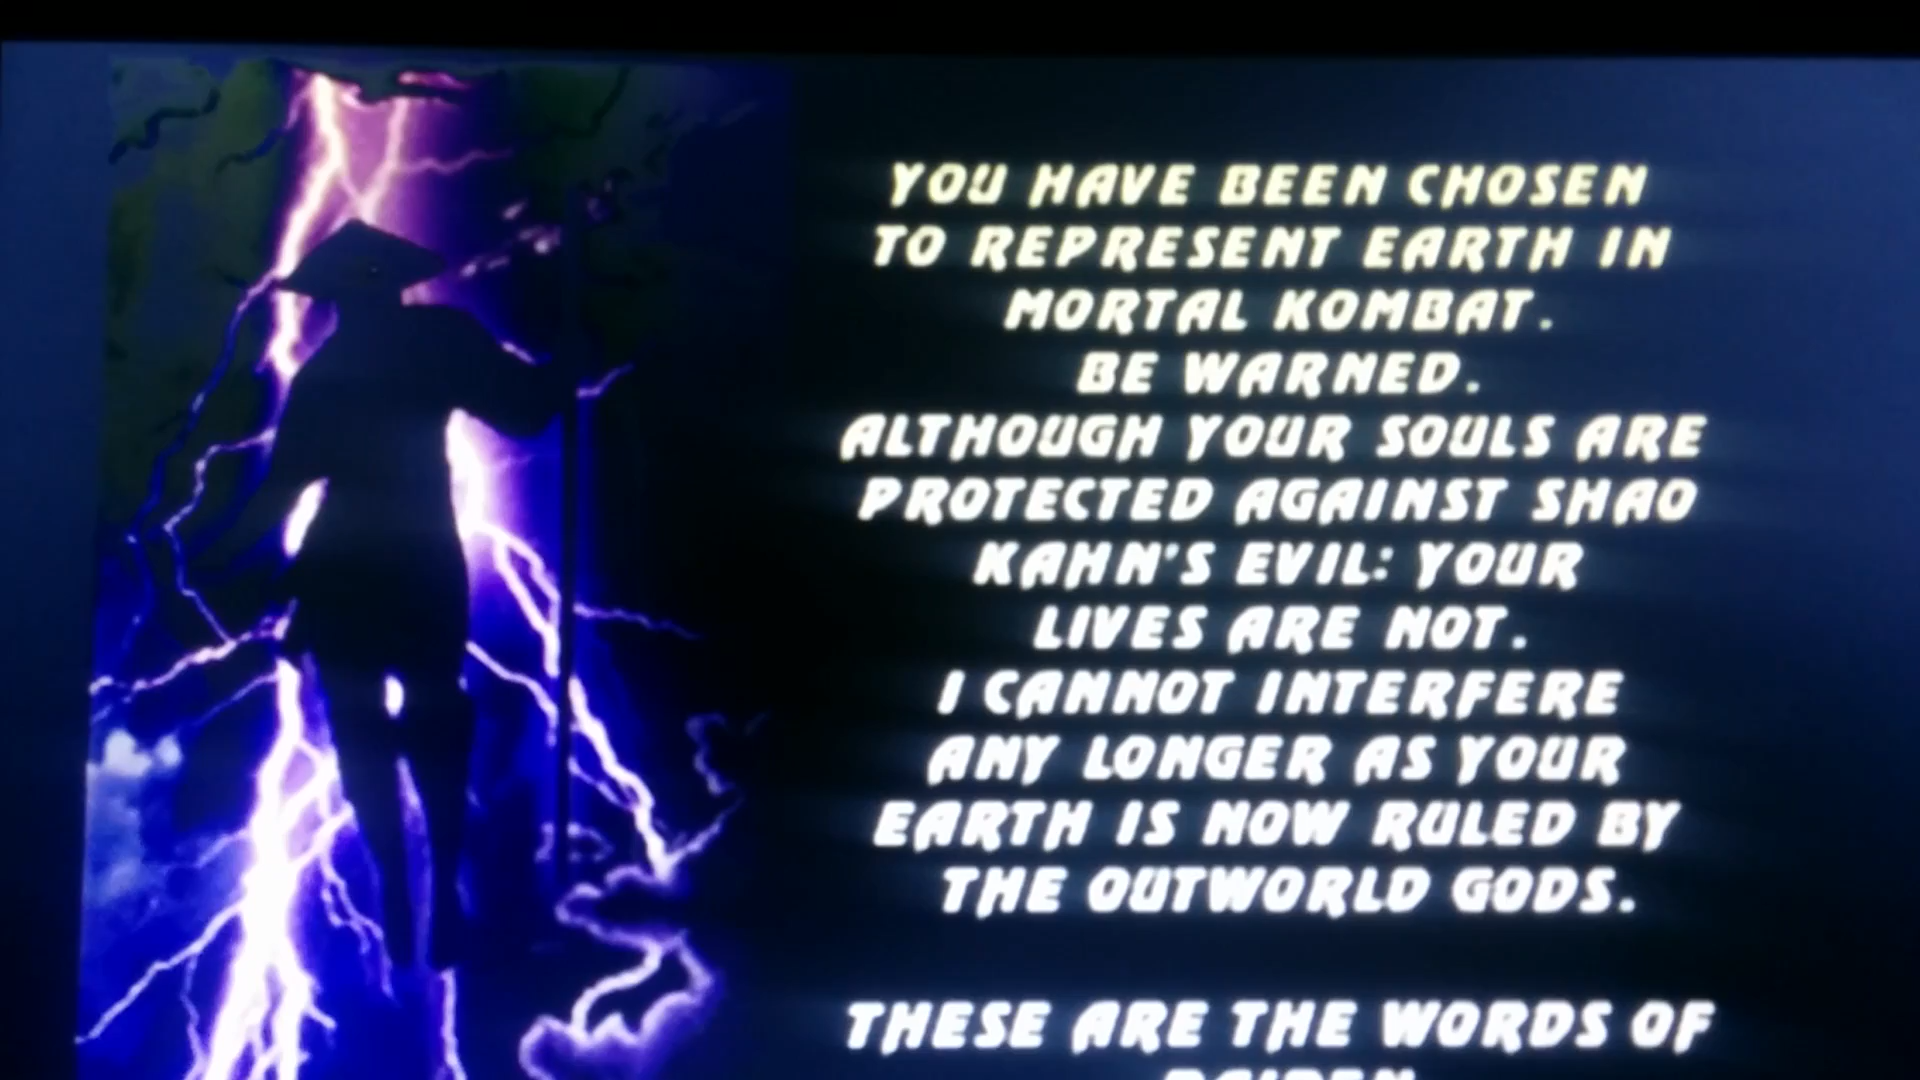 YOU HAVE BEEN CHOSEN
TO REPRESENT EARTH IN
MORTAL KOMBAT.
BE WARNED.
ALTHOUGH YOUR SOULS ARE
PROTECTED AGAINST SHAO
KAHN'S EVIL: YOUR
LIVES ARE NOT.
I CANNOT INTERFERE
ANY LONGER AS YOUR
EARTH IS NOW RULED BY
THE OUTWORLD GODS.
THESE ARE THE WORDS OF
RAIDEN